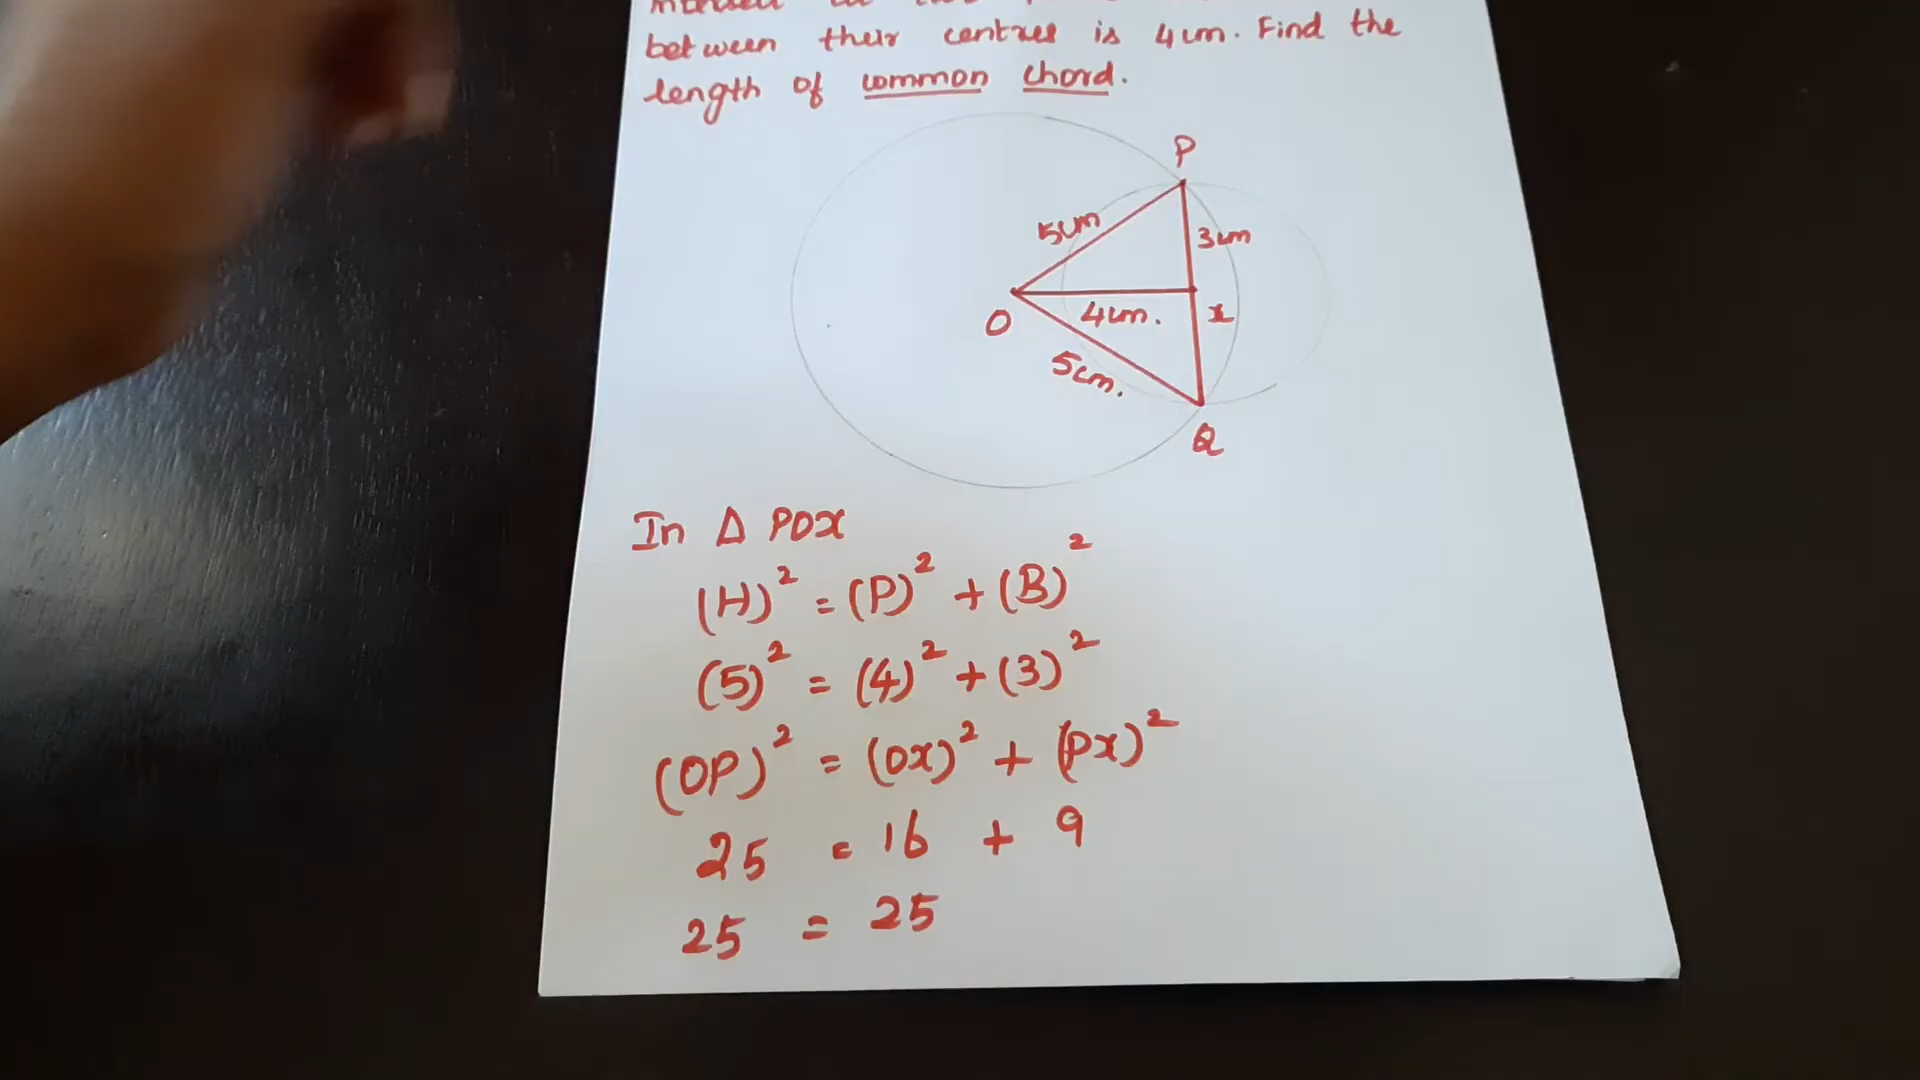 between their centres is 4cm. Find the
length of common chord.
P
5cm
3cm
O
4cm.
x
5cm.
Q
In Δ POX
(H)² = (P)² + (B)²
(5)² = (4)² + (3)²
(OP)² = (OX)² + (PX)²
25 = 16 + 9
25 = 25